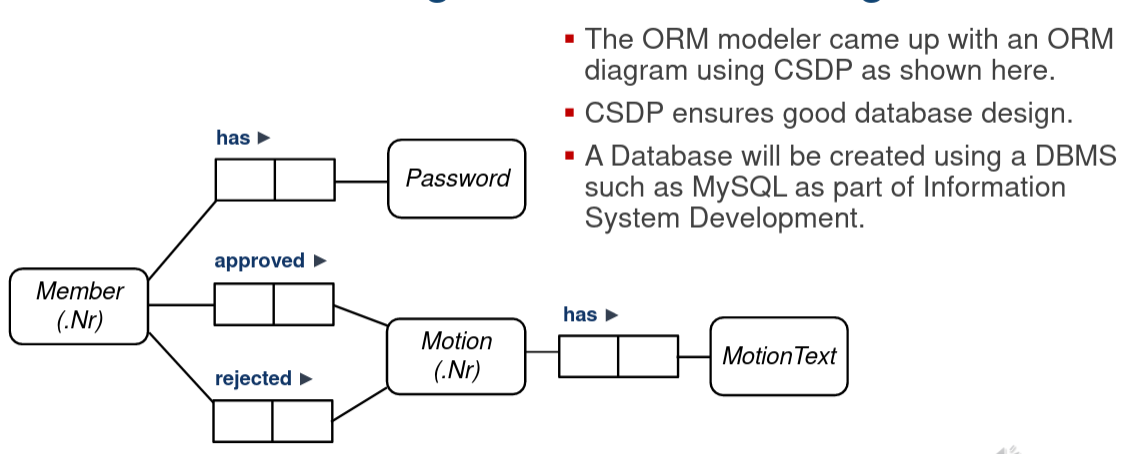 ▪ The ORM modeler came up with an ORM
diagram using CSDP as shown here.
▪ CSDP ensures good database design.
▪ A Database will be created using a DBMS
such as MySQL as part of Information
System Development.
has ►
Password
approved ►
Member
(.Nr)
has ►
Motion
(.Nr)
MotionText
rejected ►